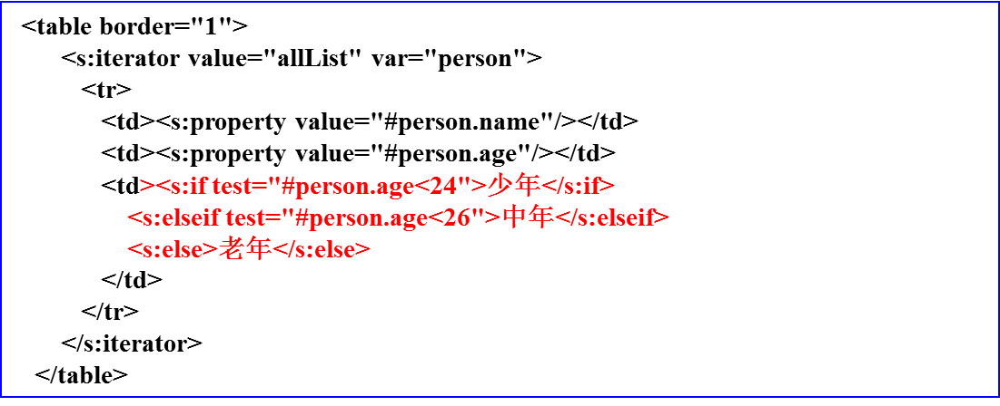 <table border="1">
<s:iterator value="allList" var="person">
<tr>
<td><s:property value="#person.name"/></td>
<td><s:property value="#person.age"/></td>
<td><s:if test="#person.age<24">少年</s:if>
<s:elseif test="#person.age<26">中年</s:elseif>
<s:else>老年</s:else>
</td>
</tr>
</s:iterator>
</table>